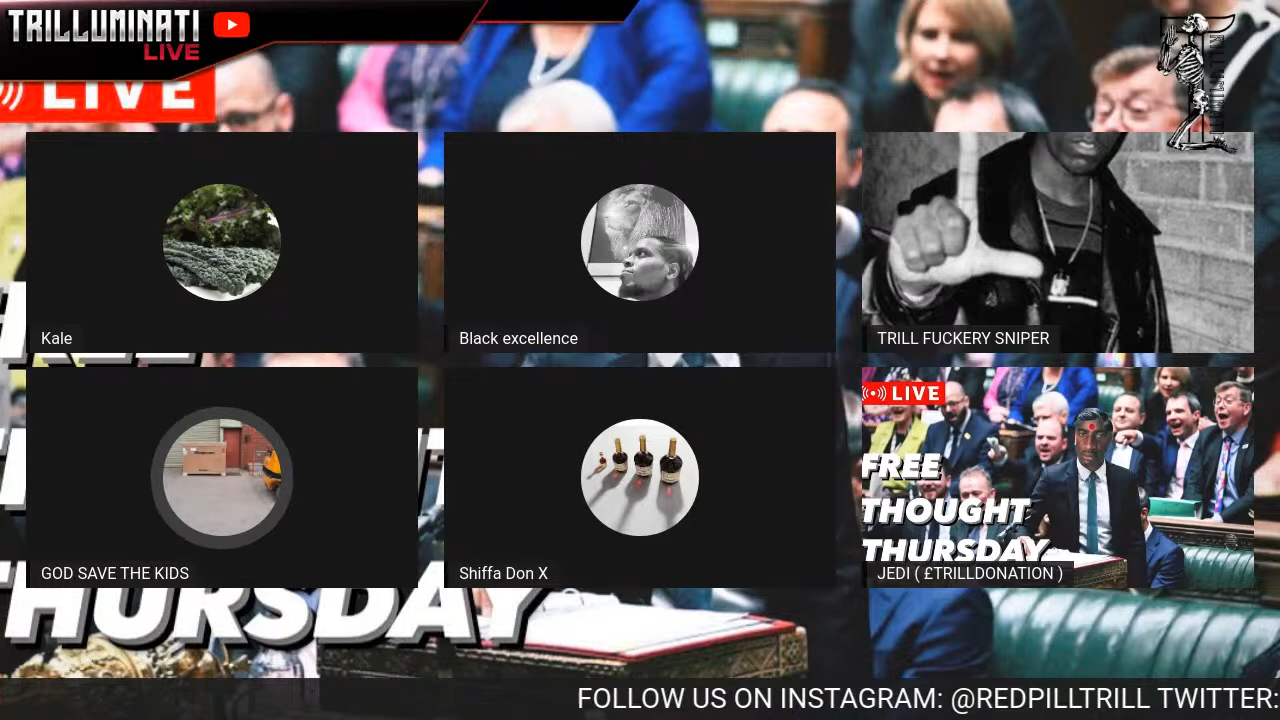 TRILLUMINATI
LIVE
LIVE
Kale
Black excellence
TRILL FUCKERY SNIPER
LIVE
FREE
THOUGHT
THURSDAY
GOD SAVE THE KIDS
Shiffa Don X
JEDI ( £TRILLDONATION )
THURSDAY
FOLLOW US ON INSTAGRAM: @REDPILLTRILL TWITTER: